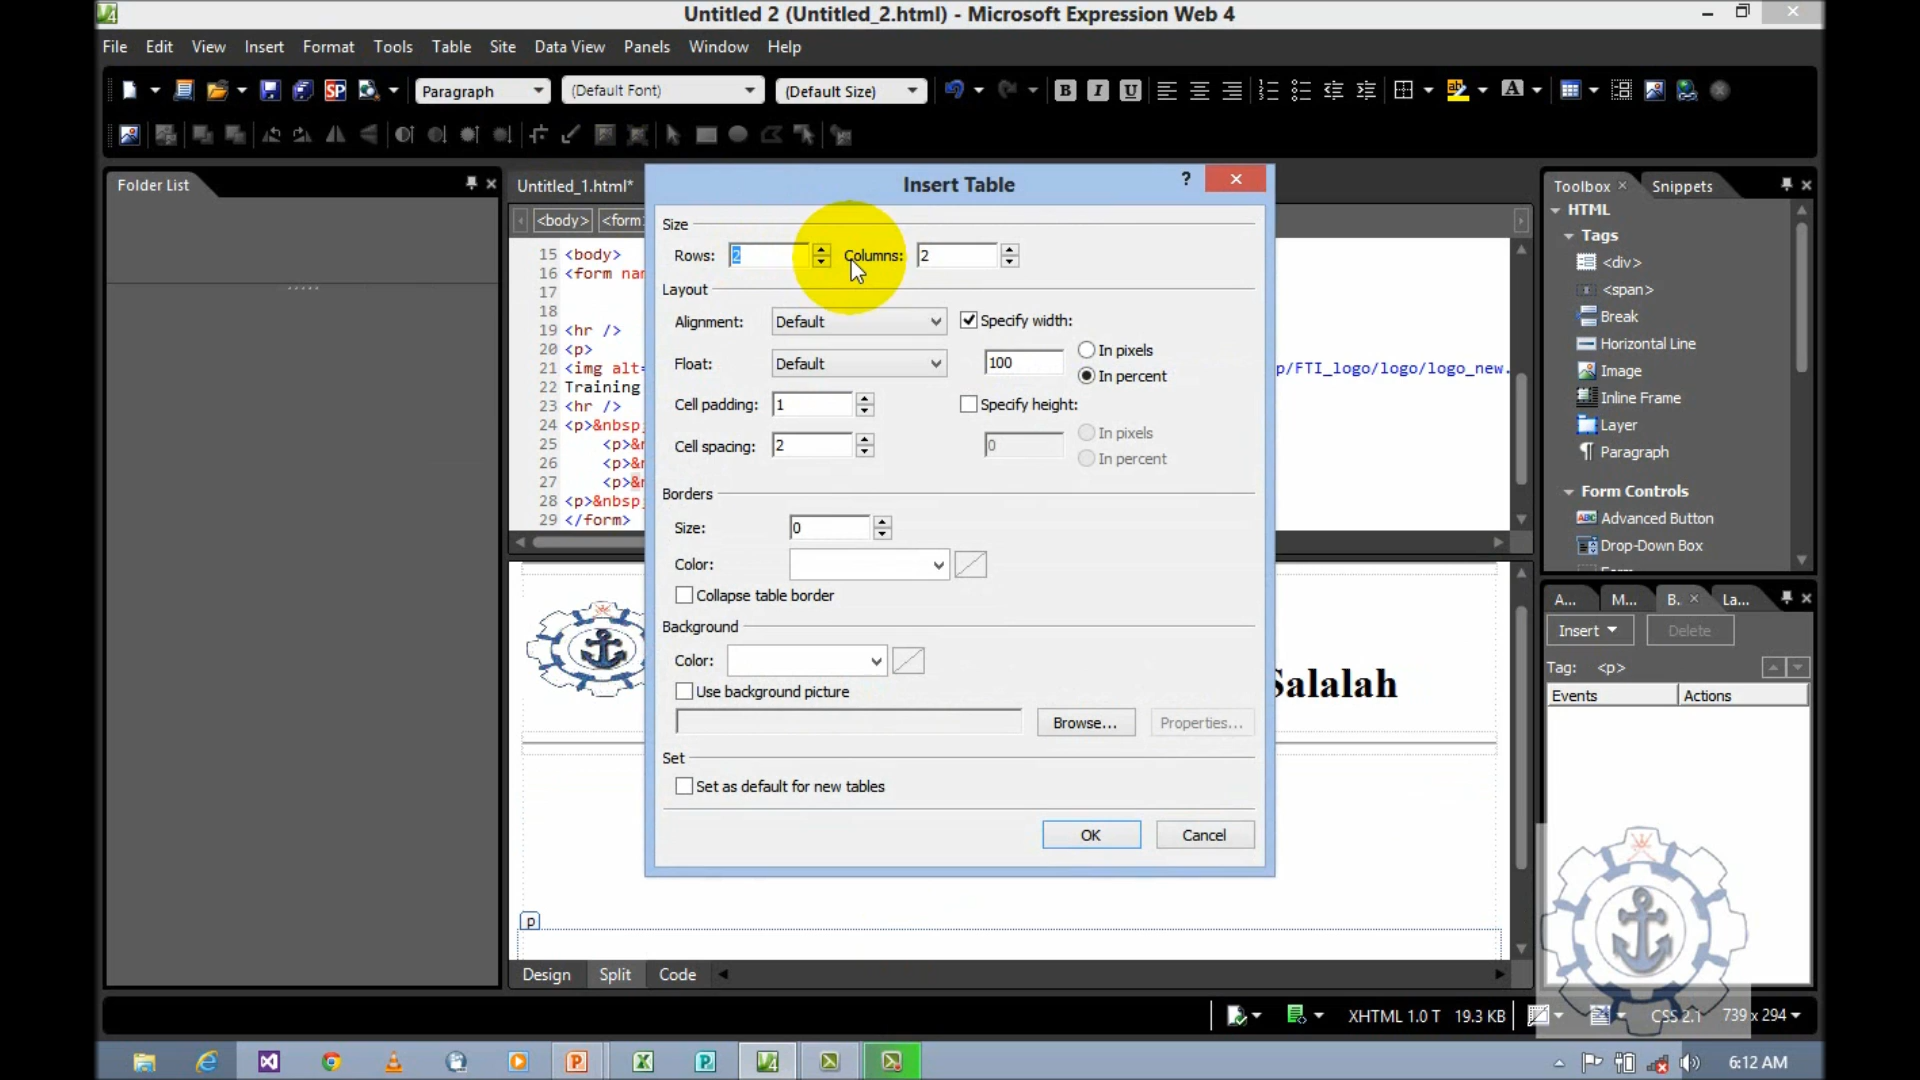 Untitled 2 (Untitled_2.html) - Microsoft Expression Web 4
File Edit View Insert Format Tools Table Site Data View Panels Window Help
Paragraph (Default Font) (Default Size)
Folder List
Untitled_1.html*
<body> <form
15 <body>
16 <form nam
17
18
19 <hr />
20 <p>
21 <img alt= p/FTI_logo/logo/logo_new.
22 Training
23 <hr />
24 <p>&nbsp;
25 <p>&n
26 <p>&n
27 <p>&n
28 <p>&nbsp;
29 </form>
Insert Table
?
Size
Rows: 2 Columns: 2
Layout
Alignment: Default Specify width:
Float: Default 100 In pixels
In percent
Cell padding: 1 Specify height:
Cell spacing: 2 0 In pixels
In percent
Borders
Size: 0
Color:
Collapse table border
Background
Color:
Use background picture
Browse... Properties...
Set
Set as default for new tables
OK Cancel
Salalah
p
Design Split Code
Toolbox Snippets
HTML
Tags
<div>
<span>
Break
Horizontal Line
Image
Inline Frame
Layer
Paragraph
Form Controls
Advanced Button
Drop-Down Box
A... M... B. La...
Insert Delete
Tag: <p>
Events Actions
XHTML 1.0 T 19.3 KB CSS 2.1 739 x 294
6:12 AM